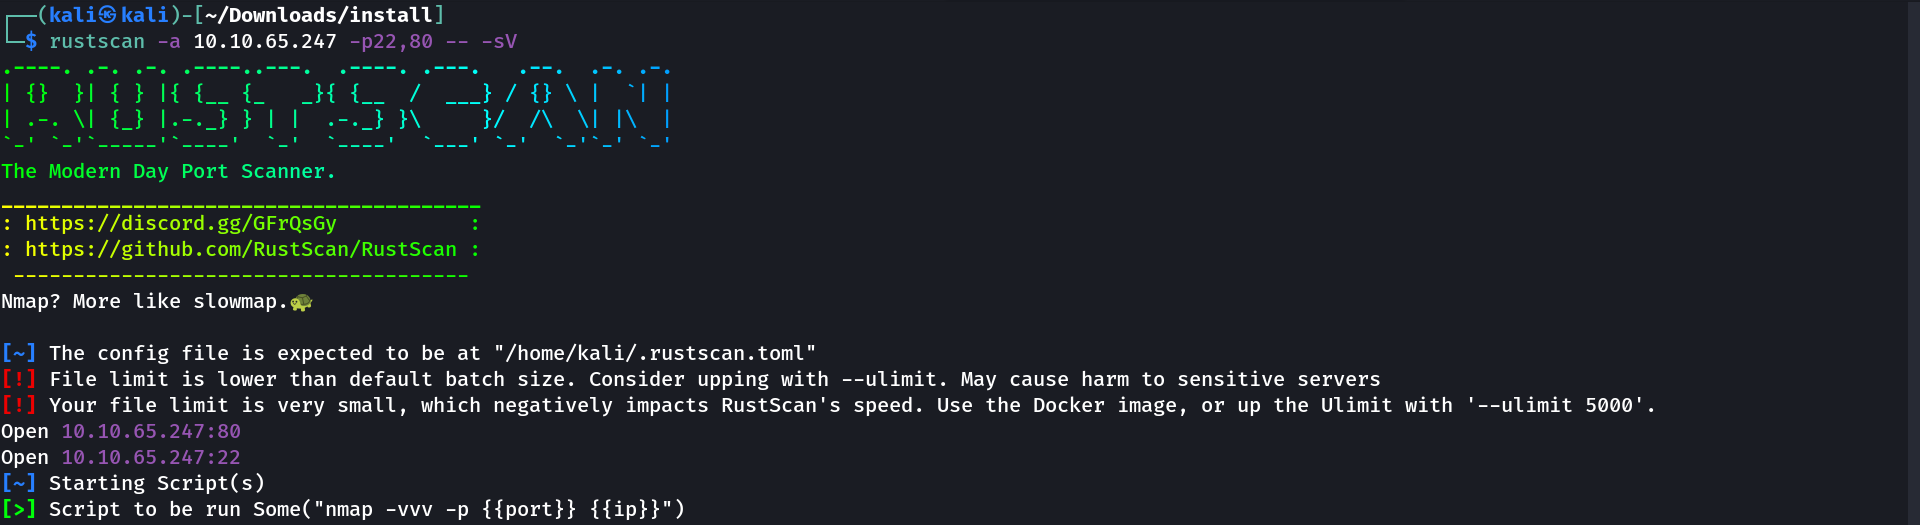 ┌──(kali㉿kali)-[~/Downloads/install]
└─$ rustscan -a 10.10.65.247 -p22,80 -- -sV
.----. .-. .-. .----..---.  .----. .---.   .--.  .-. .-.
| {}  }| { } |{ {__ {_   _}{ {__  /  ___} / {} \ |  `| |
| .-. \| {_} |.-._} } | |  .-._} }\     }/  /\  \| |\  |
`-' `-'`-----'`----'  `-'  `----'  `---' `-'  `-'`-' `-'
The Modern Day Port Scanner.
________________________________________
: https://discord.gg/GFrQsGy           :
: https://github.com/RustScan/RustScan :
 --------------------------------------
Nmap? More like slowmap.🐢
[~] The config file is expected to be at "/home/kali/.rustscan.toml"
[!] File limit is lower than default batch size. Consider upping with --ulimit. May cause harm to sensitive servers
[!] Your file limit is very small, which negatively impacts RustScan's speed. Use the Docker image, or up the Ulimit with '--ulimit 5000'.
Open 10.10.65.247:80
Open 10.10.65.247:22
[~] Starting Script(s)
[>] Script to be run Some("nmap -vvv -p {{port}} {{ip}}")